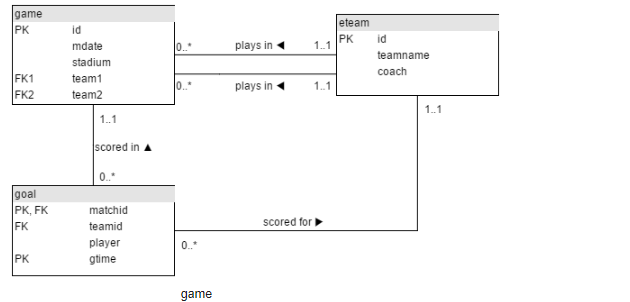 game
PK id
mdate
stadium
FK1 team1
FK2 team2
0..* plays in ◄ 1..1
0..* plays in ◄ 1..1
eteam
PK id
teamname
coach
1..1
1..1
scored in ▲
0..*
goal
PK, FK matchid
FK teamid
player
PK gtime
scored for ►
0..*
game